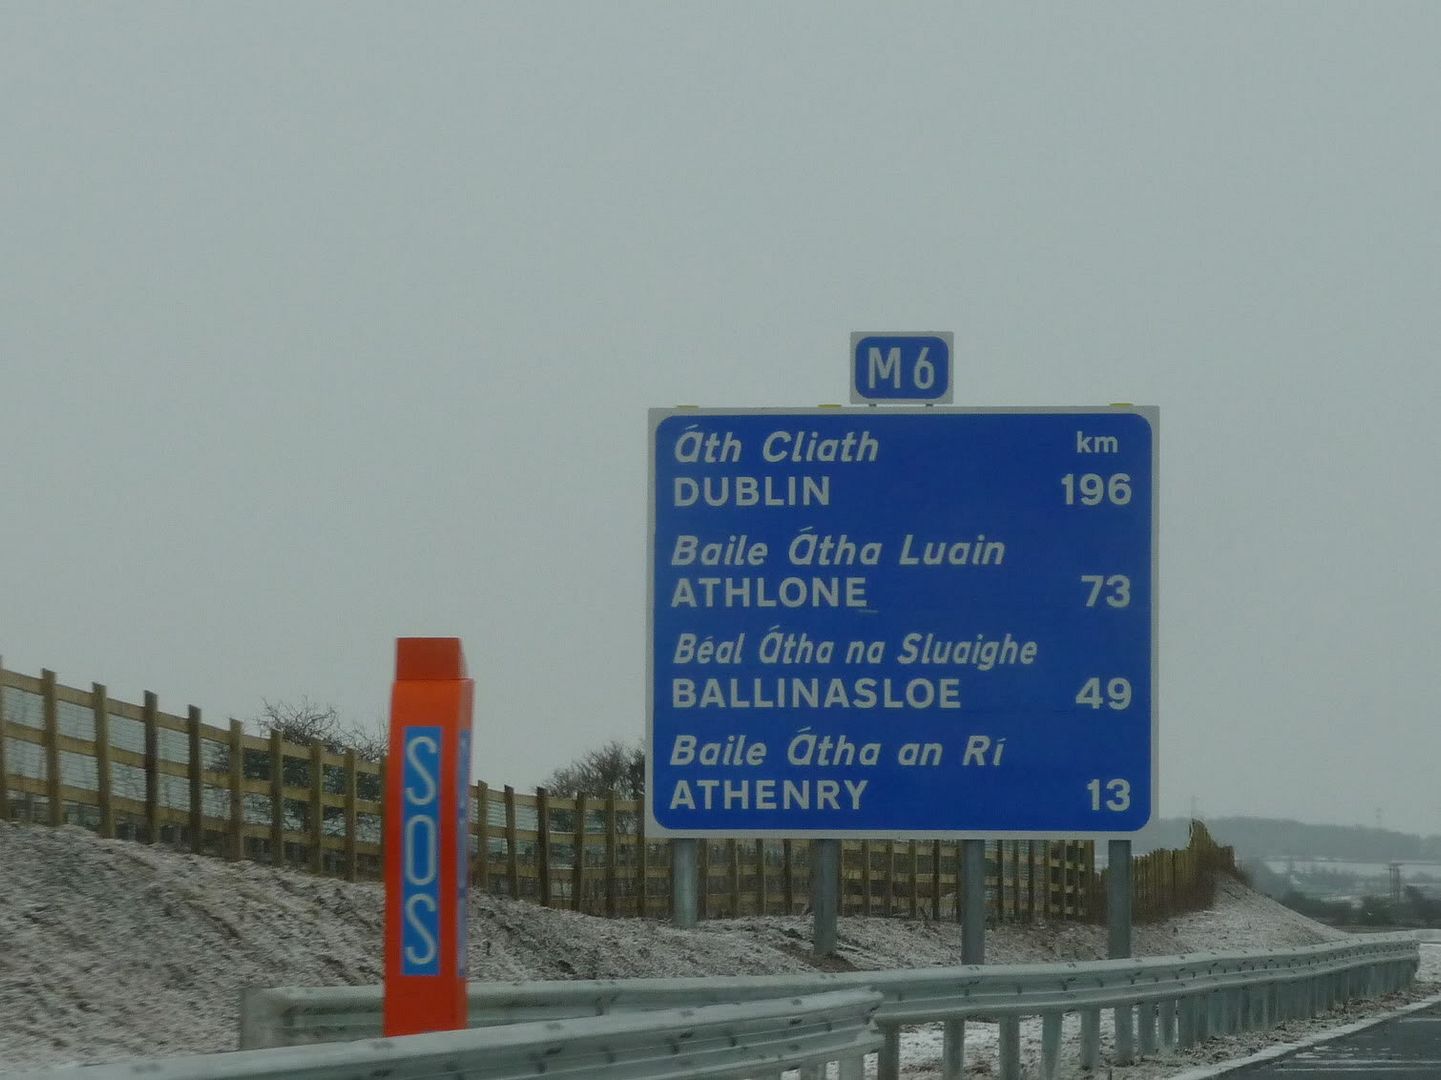 M6
Áth Cliath km
DUBLIN 196
Baile Átha Luain
ATHLONE 73
Béal Átha na Sluaighe
BALLINASLOE 49
Baile Átha an Rí
ATHENRY 13
SOS